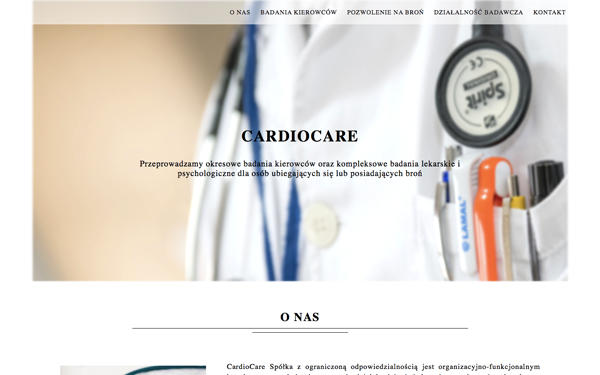 O NAS BADANIA KIEROWCÓW POZWOLENIE NA BROŃ DZIAŁALNOŚĆ BADAWCZA KONTAKT
Spirit
LAMAL
CARDIOCARE
Przeprowadzamy okresowe badania kierowców oraz kompleksowe badania lekarskie i
psychologiczne dla osób ubiegających się lub posiadających broń
O NAS
CardioCare Spółka z ograniczoną odpowiedzialnością jest organizacyjno-funkcjonalnym